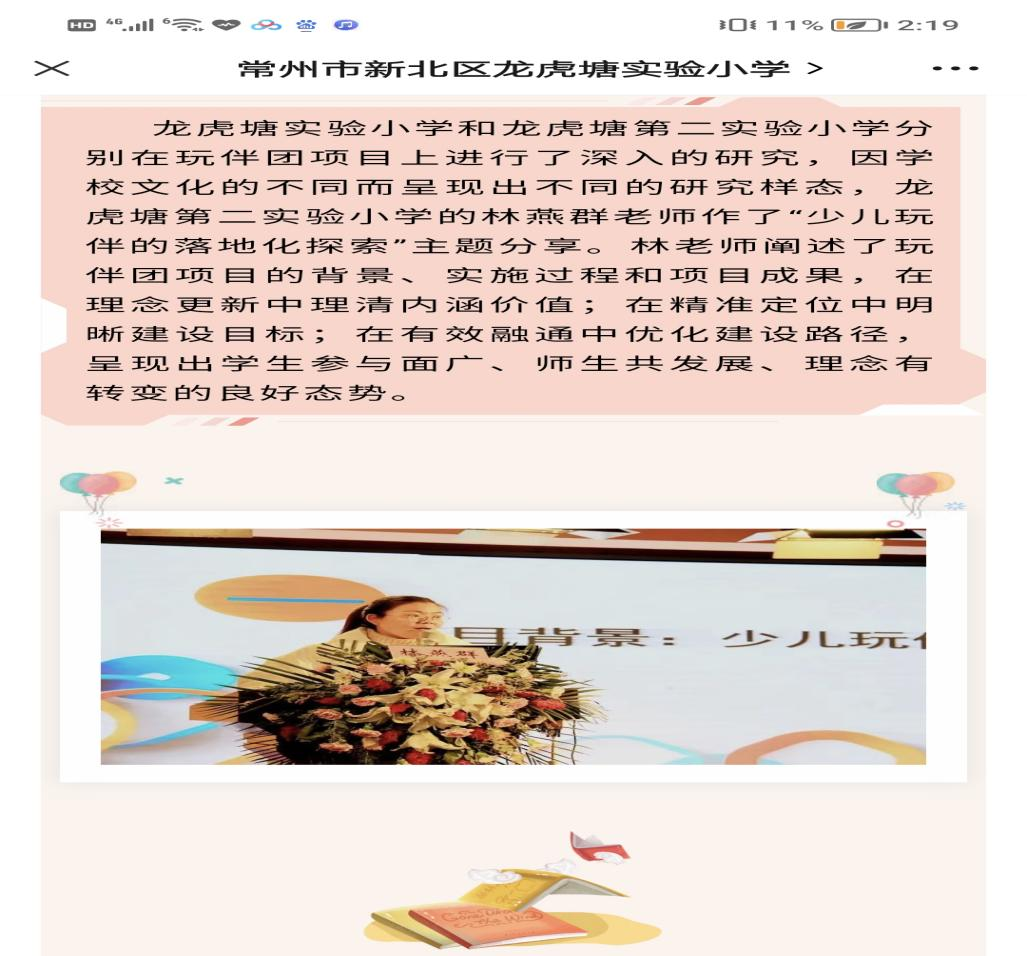 HD 4G 6 11% 2:19
常州市新北区龙虎塘实验小学 >
龙虎塘实验小学和龙虎塘第二实验小学分
别在玩伴团项目上进行了深入的研究，因学
校文化的不同而呈现出不同的研究样态，龙
虎塘第二实验小学的林燕群老师作了“少儿玩
伴的落地化探索”主题分享。林老师阐述了玩
伴团项目的背景、实施过程和项目成果，在
理念更新中理清内涵价值；在精准定位中明
晰建设目标；在有效融通中优化建设路径，
呈现出学生参与面广、师生共发展、理念有
转变的良好态势。
目背景：少儿玩
林燕群